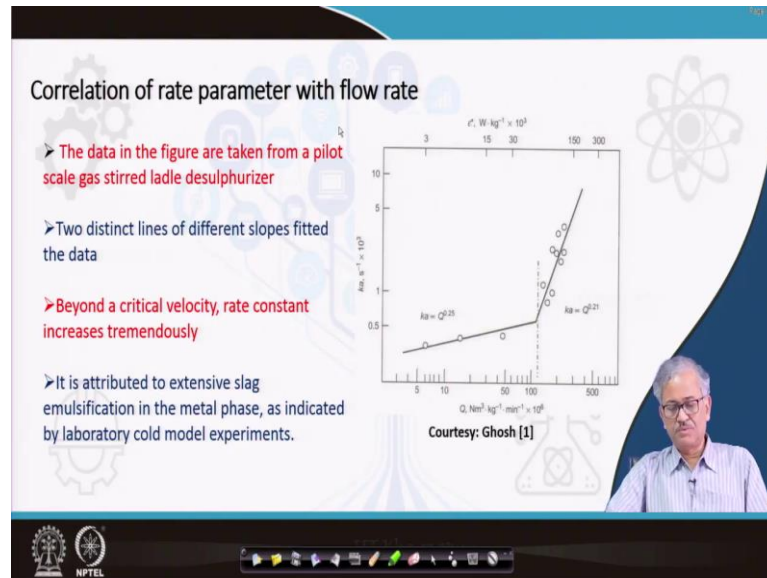 Correlation of rate parameter with flow rate
➤ The data in the figure are taken from a pilot
scale gas stirred ladle desulphurizer
➤Two distinct lines of different slopes fitted
the data
➤Beyond a critical velocity, rate constant
increases tremendously
➤It is attributed to extensive slag
emulsification in the metal phase, as indicated
by laboratory cold model experiments.
W·kg⁻¹ × 10³
3 15 30 150 300
10
5
1
0.5
ka, s⁻¹ × 10³
ka = Q^0.25
ka = Q^0.21
5 10 50 100 500
Q, Nm³·kg⁻¹·min⁻¹ × 10⁶
Courtesy: Ghosh [1]
NPTEL